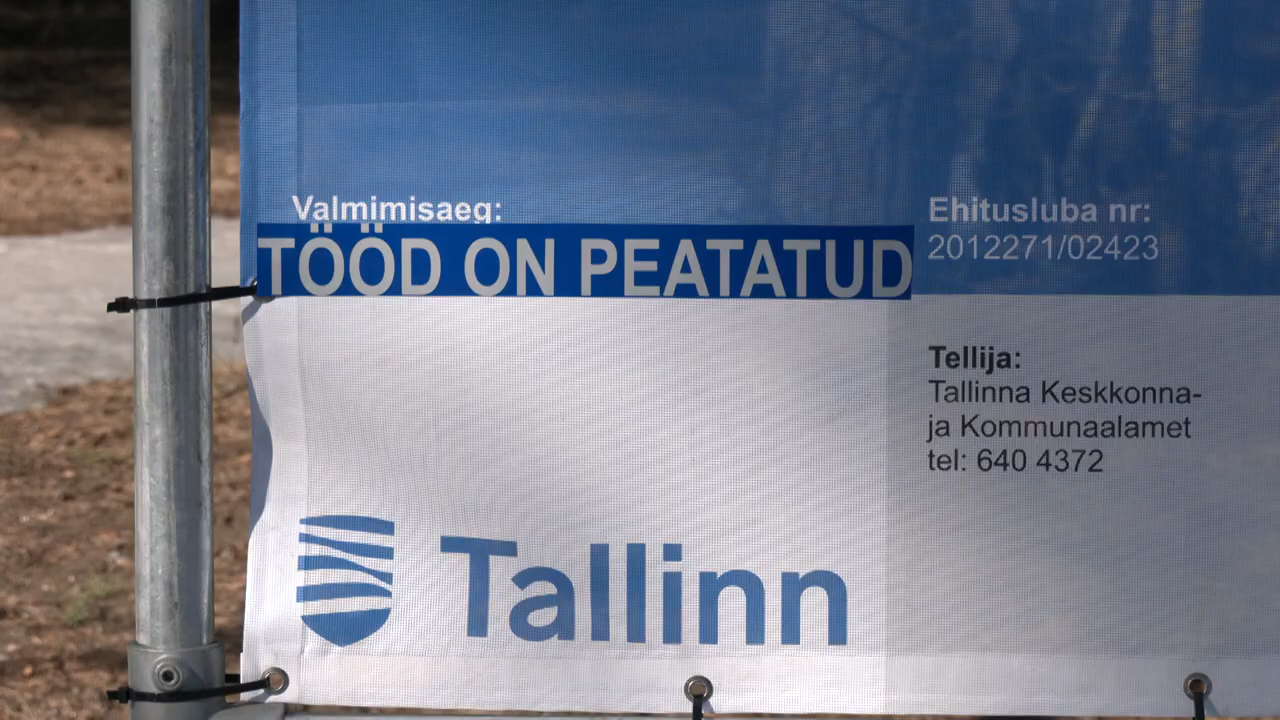 Valmimisaeg:
TÖÖD ON PEATATUD
Ehitusluba nr:
2012271/02423
Tellija:
Tallinna Keskkonna-
ja Kommunaalamet
tel: 640 4372
Tallinn